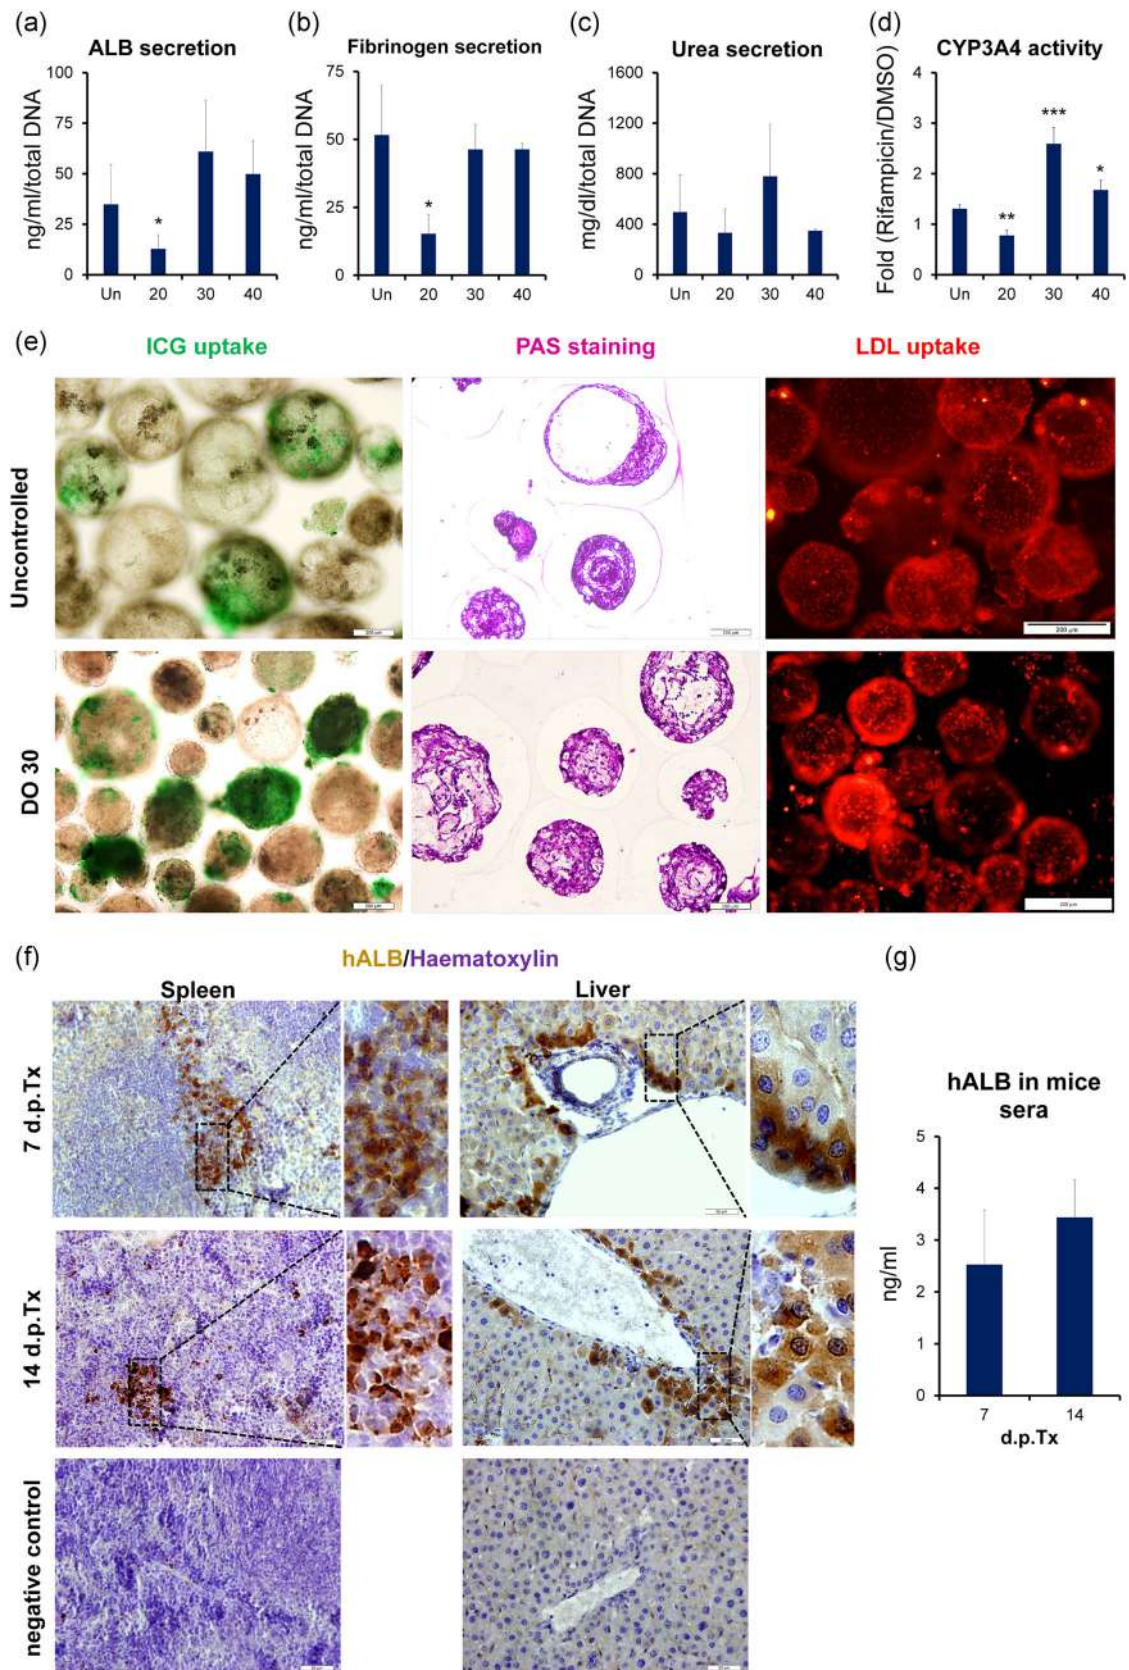 (a)
ALB secretion
ng/ml/total DNA
100
75
50
25
0
*
Un 20 30 40
(b)
Fibrinogen secretion
ng/ml/total DNA
75
50
25
0
*
Un 20 30 40
(c)
Urea secretion
mg/dl/total DNA
1600
1200
800
400
0
Un 20 30 40
(d)
CYP3A4 activity
Fold (Rifampicin/DMSO)
4
3
2
1
0
** *** *
Un 20 30 40
(e)
ICG uptake PAS staining LDL uptake
Uncontrolled
200 µm
DO 30
200 µm
(f)
hALB/Haematoxylin
Spleen Liver
7 d.p.Tx
14 d.p.Tx
negative control
(g)
hALB in mice
sera
ng/ml
5
4
3
2
1
0
7 14
d.p.Tx